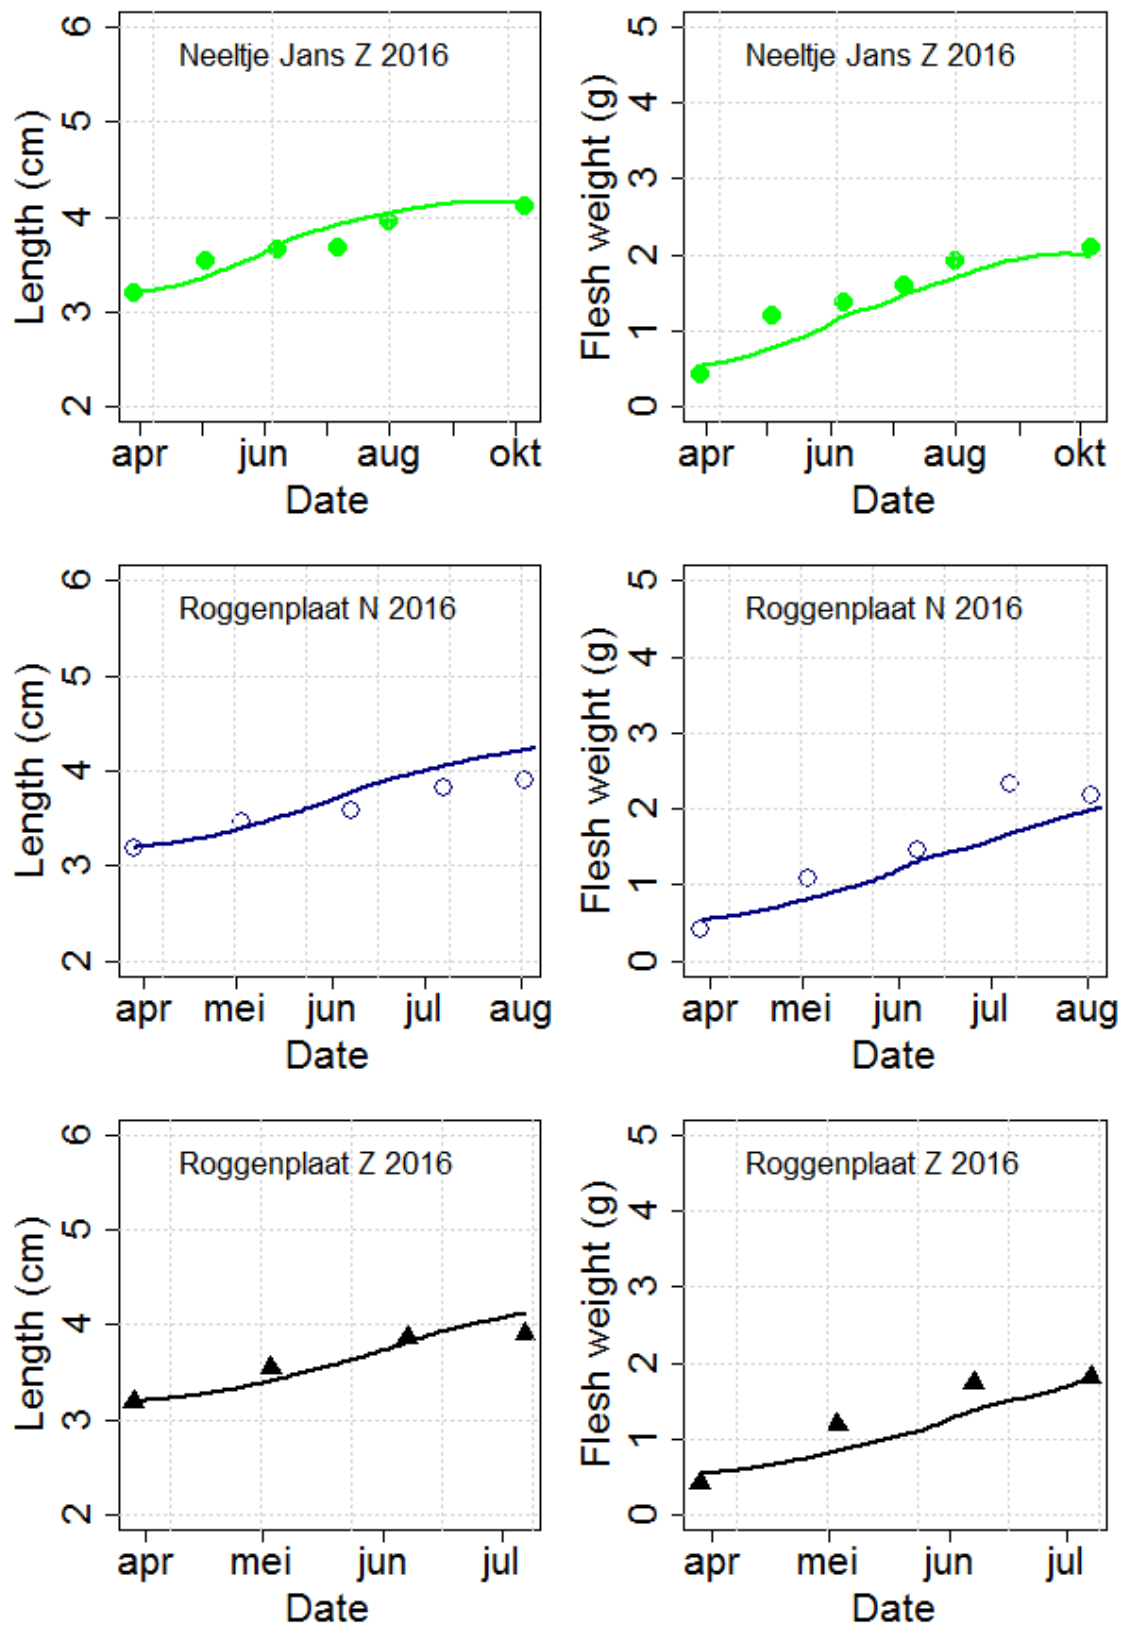 Neeltje Jans Z 2016
Length (cm)
6
5
4
3
2
apr jun aug okt
Date
Neeltje Jans Z 2016
Flesh weight (g)
5
4
3
2
1
0
apr jun aug okt
Date
Roggenplaat N 2016
Length (cm)
6
5
4
3
2
apr mei jun jul aug
Date
Roggenplaat N 2016
Flesh weight (g)
5
4
3
2
1
0
apr mei jun jul aug
Date
Roggenplaat Z 2016
Length (cm)
6
5
4
3
2
apr mei jun jul
Date
Roggenplaat Z 2016
Flesh weight (g)
5
4
3
2
1
0
apr mei jun jul
Date